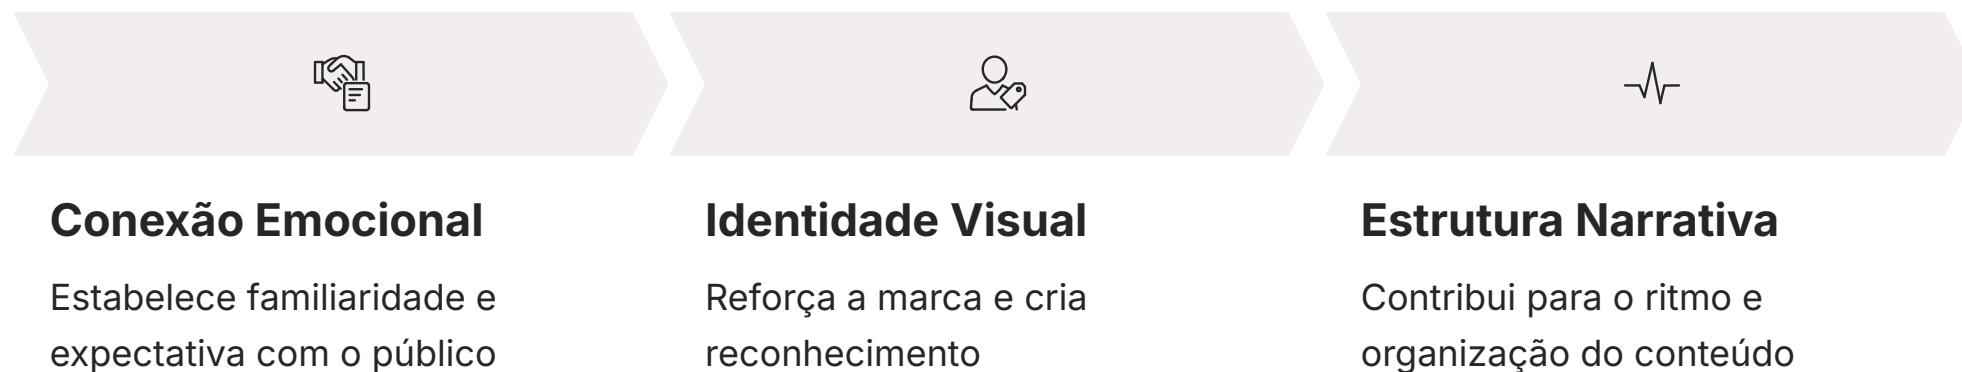 Conexão Emocional
Estabelece familiaridade e
expectativa com o público
Identidade Visual
Reforça a marca e cria
reconhecimento
Estrutura Narrativa
Contribui para o ritmo e
organização do conteúdo